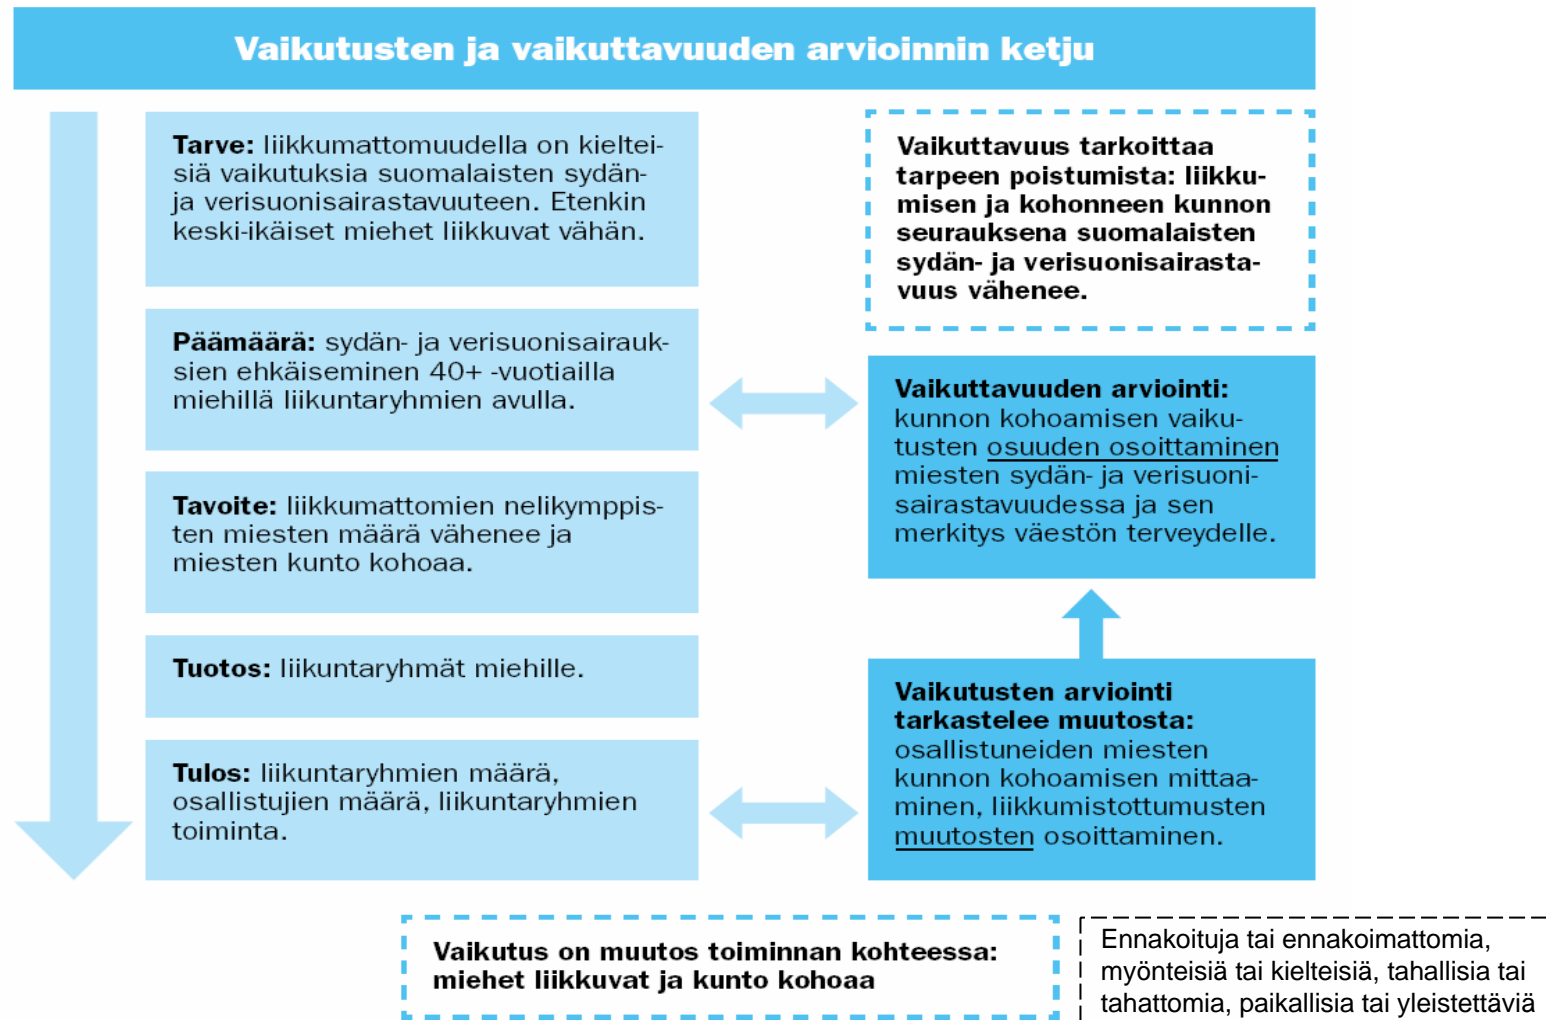 Vaikutusten ja vaikuttavuuden arvioinnin ketju
Tarve: liikkumattomuudella on kieltei-
siä vaikutuksia suomalaisten sydän-
ja verisuonisairastavuuteen. Etenkin
keski-ikäiset miehet liikkuvat vähän.
Päämäärä: sydän- ja verisuonisairauk-
sien ehkäiseminen 40+ -vuotiailla
miehillä liikuntaryhmien avulla.
Tavoite: liikkumattomien nelikymppis-
ten miesten määrä vähenee ja
miesten kunto kohoaa.
Tuotos: liikuntaryhmät miehille.
Tulos: liikuntaryhmien määrä,
osallistujien määrä, liikuntaryhmien
toiminta.
Vaikuttavuus tarkoittaa
tarpeen poistumista: liikku-
misen ja kohonneen kunnon
seurauksena suomalaisten
sydän- ja verisuonisairasta-
vuus vähenee.
Vaikuttavuuden arviointi:
kunnon kohoamisen vaiku-
tusten osuuden osoittaminen
miesten sydän- ja verisuoni-
sairastavuudessa ja sen
merkitys väestön terveydelle.
Vaikutusten arviointi
tarkastelee muutosta:
osallistuneiden miesten
kunnon kohoamisen mittaa-
minen, liikkumistottumusten
muutosten osoittaminen.
Vaikutus on muutos toiminnan kohteessa:
miehet liikkuvat ja kunto kohoaa
Ennakoituja tai ennakoimattomia,
myönteisiä tai kielteisiä, tahallisia tai
tahattomia, paikallisia tai yleistettäviä